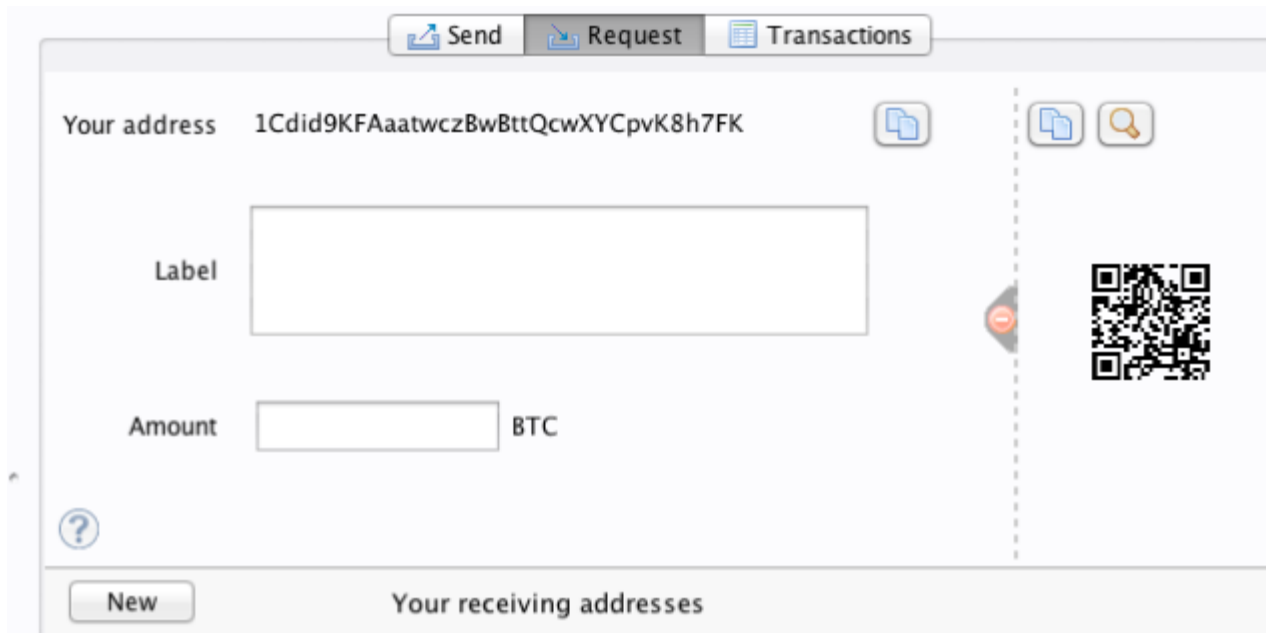 Send Request Transactions
Your address 1Cdid9KFAaatwczBwBttQcwXYCpvK8h7FK
Label
Amount BTC
?
New Your receiving addresses